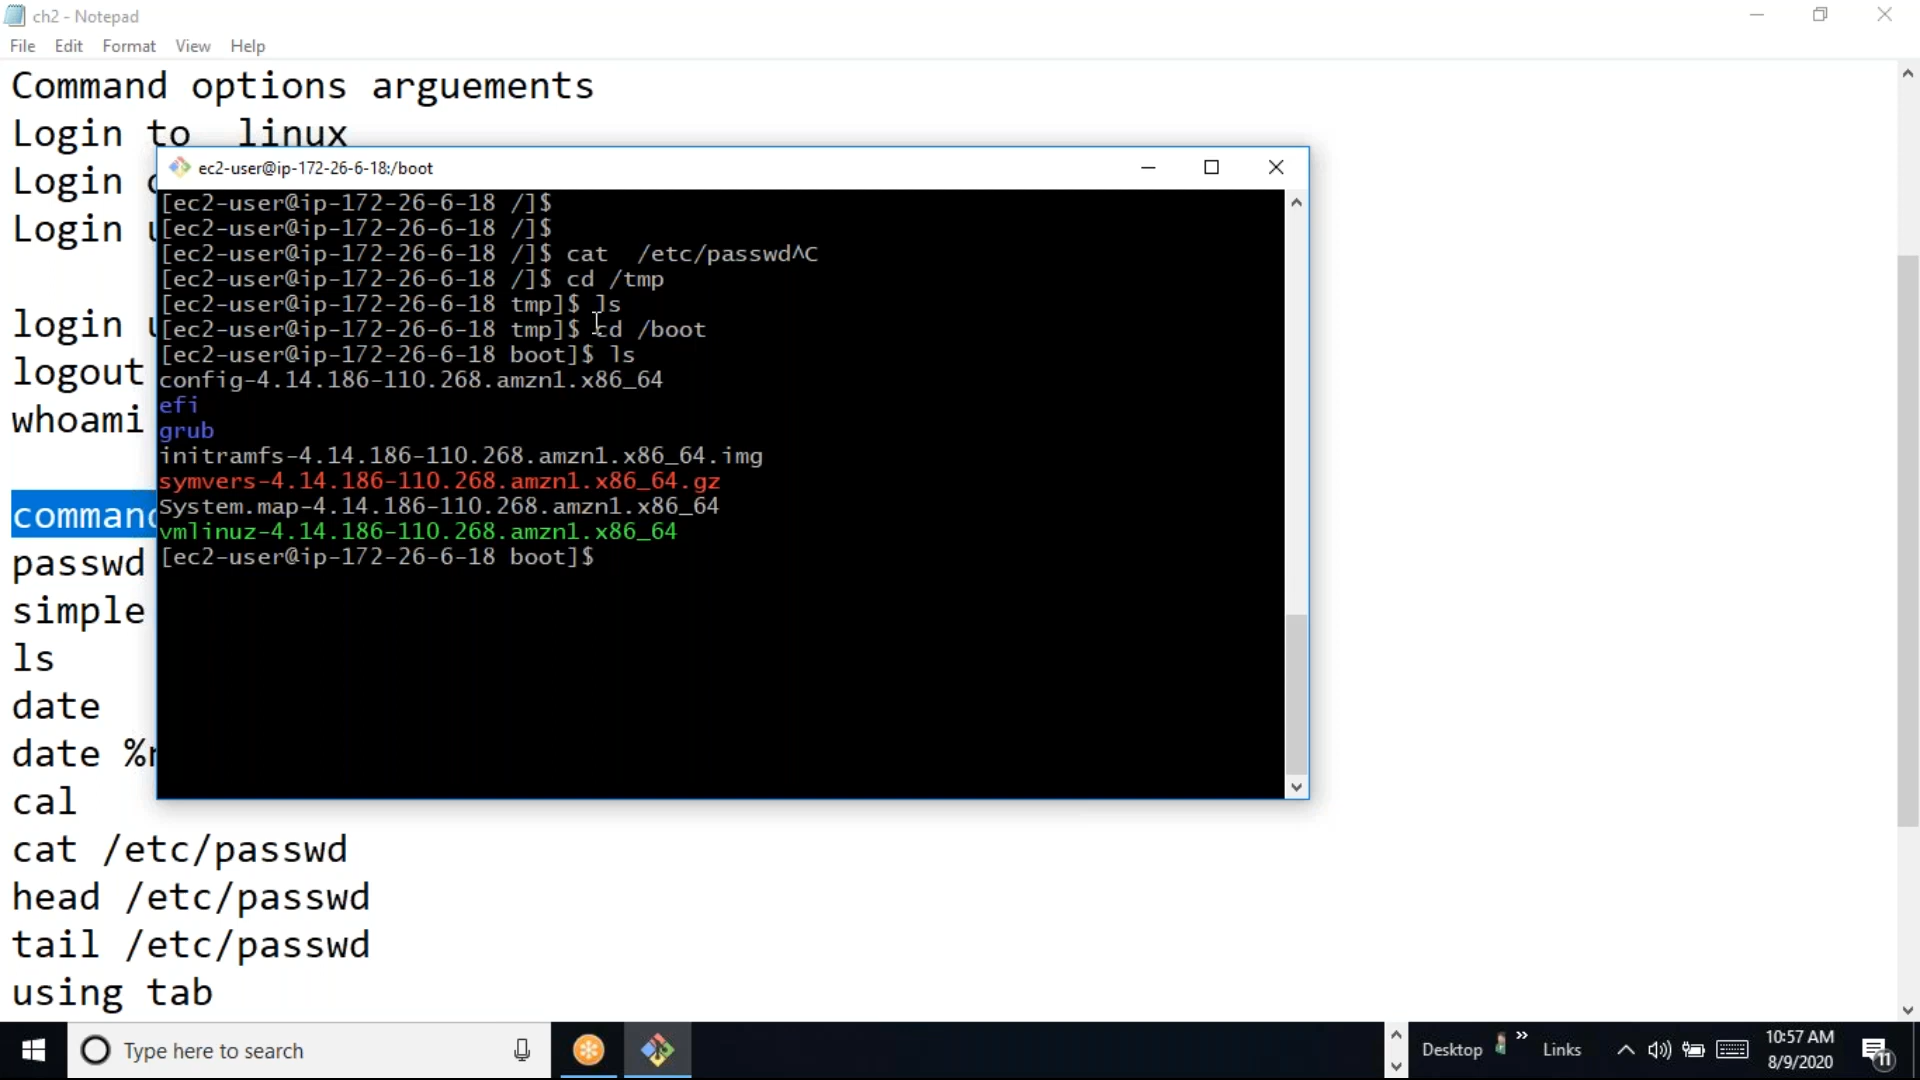 ch2 - Notepad
File Edit Format View Help
Command options arguements
Login to  linux
Login
Login
login
logout
whoami
command
passwd
simple
ls
date
date %
cal
cat /etc/passwd
head /etc/passwd
tail /etc/passwd
using tab
ec2-user@ip-172-26-6-18:/boot
[ec2-user@ip-172-26-6-18 /]$
[ec2-user@ip-172-26-6-18 /]$
[ec2-user@ip-172-26-6-18 /]$ cat  /etc/passwd^C
[ec2-user@ip-172-26-6-18 /]$ cd /tmp
[ec2-user@ip-172-26-6-18 tmp]$ ls
[ec2-user@ip-172-26-6-18 tmp]$ cd /boot
[ec2-user@ip-172-26-6-18 boot]$ ls
config-4.14.186-110.268.amzn1.x86_64
efi
grub
initramfs-4.14.186-110.268.amzn1.x86_64.img
symvers-4.14.186-110.268.amzn1.x86_64.gz
System.map-4.14.186-110.268.amzn1.x86_64
vmlinuz-4.14.186-110.268.amzn1.x86_64
[ec2-user@ip-172-26-6-18 boot]$
Type here to search
Desktop
Links
10:57 AM
8/9/2020
11